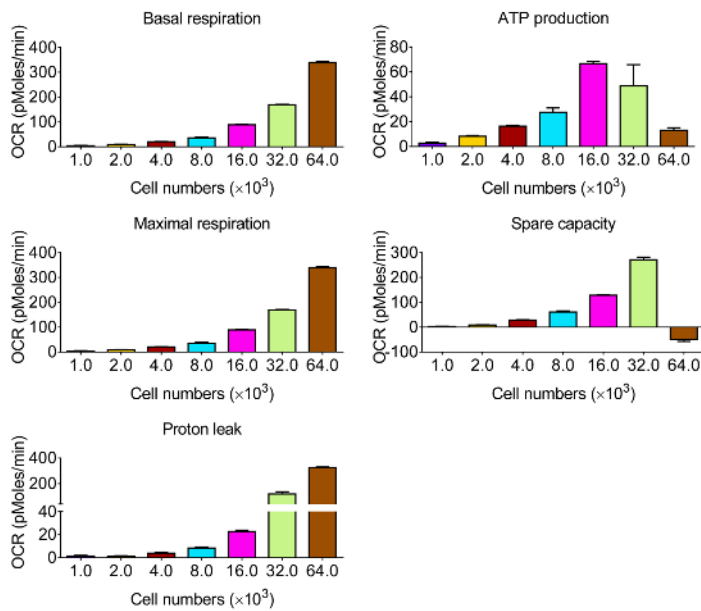 Basal respiration
OCR (pMoles/min)
400
300
200
100
0
1.0 2.0 4.0 8.0 16.0 32.0 64.0
Cell numbers (×10³)
ATP production
OCR (pMoles/min)
80
60
40
20
0
1.0 2.0 4.0 8.0 16.0 32.0 64.0
Cell numbers (×10³)
Maximal respiration
OCR (pMoles/min)
400
300
200
100
0
1.0 2.0 4.0 8.0 16.0 32.0 64.0
Cell numbers (×10³)
Spare capacity
OCR (pMoles/min)
300
200
100
0
-100
1.0 2.0 4.0 8.0 16.0 32.0 64.0
Cell numbers (×10³)
Proton leak
OCR (pMoles/min)
400
200
40
20
0
1.0 2.0 4.0 8.0 16.0 32.0 64.0
Cell numbers (×10³)